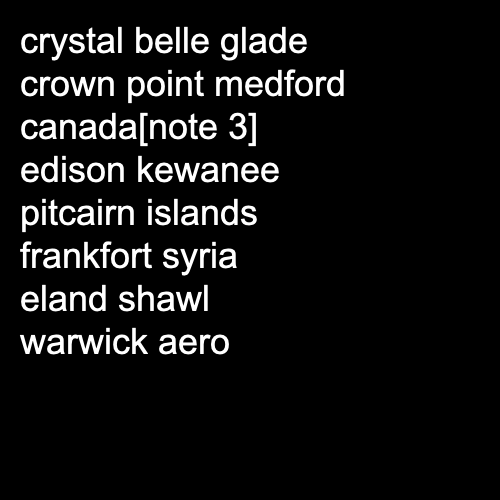 crystal belle glade
crown point medford
canada[note 3]
edison kewanee
pitcairn islands
frankfort syria
eland shawl
warwick aero